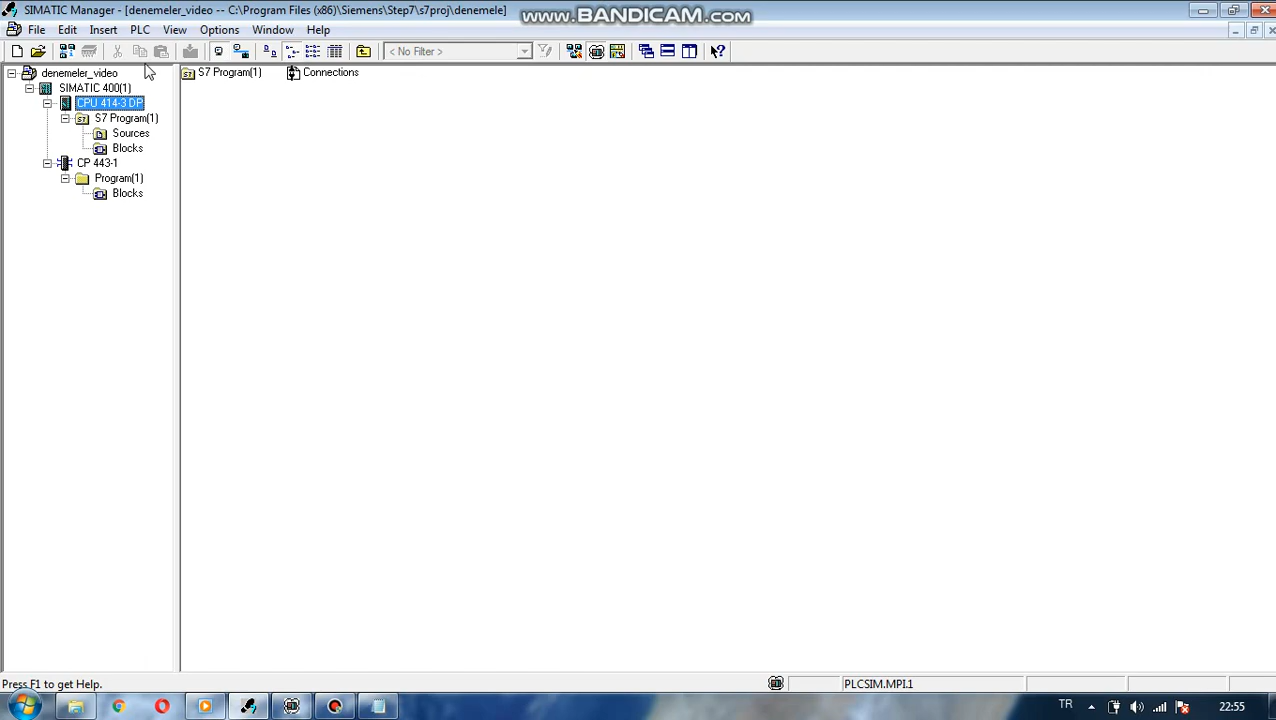 SIMATIC Manager - [denemeler_video -- C:\Program Files (x86)\Siemens\Step7\s7proj\denemele]
www.BANDICAM.com
File Edit Insert PLC View Options Window Help
< No Filter >
denemeler_video
SIMATIC 400(1)
CPU 414-3 DP
S7 Program(1)
Sources
Blocks
CP 443-1
Program(1)
Blocks
S7 Program(1) Connections
Press F1 to get Help.
PLCSIM.MPI.1
TR
22:55